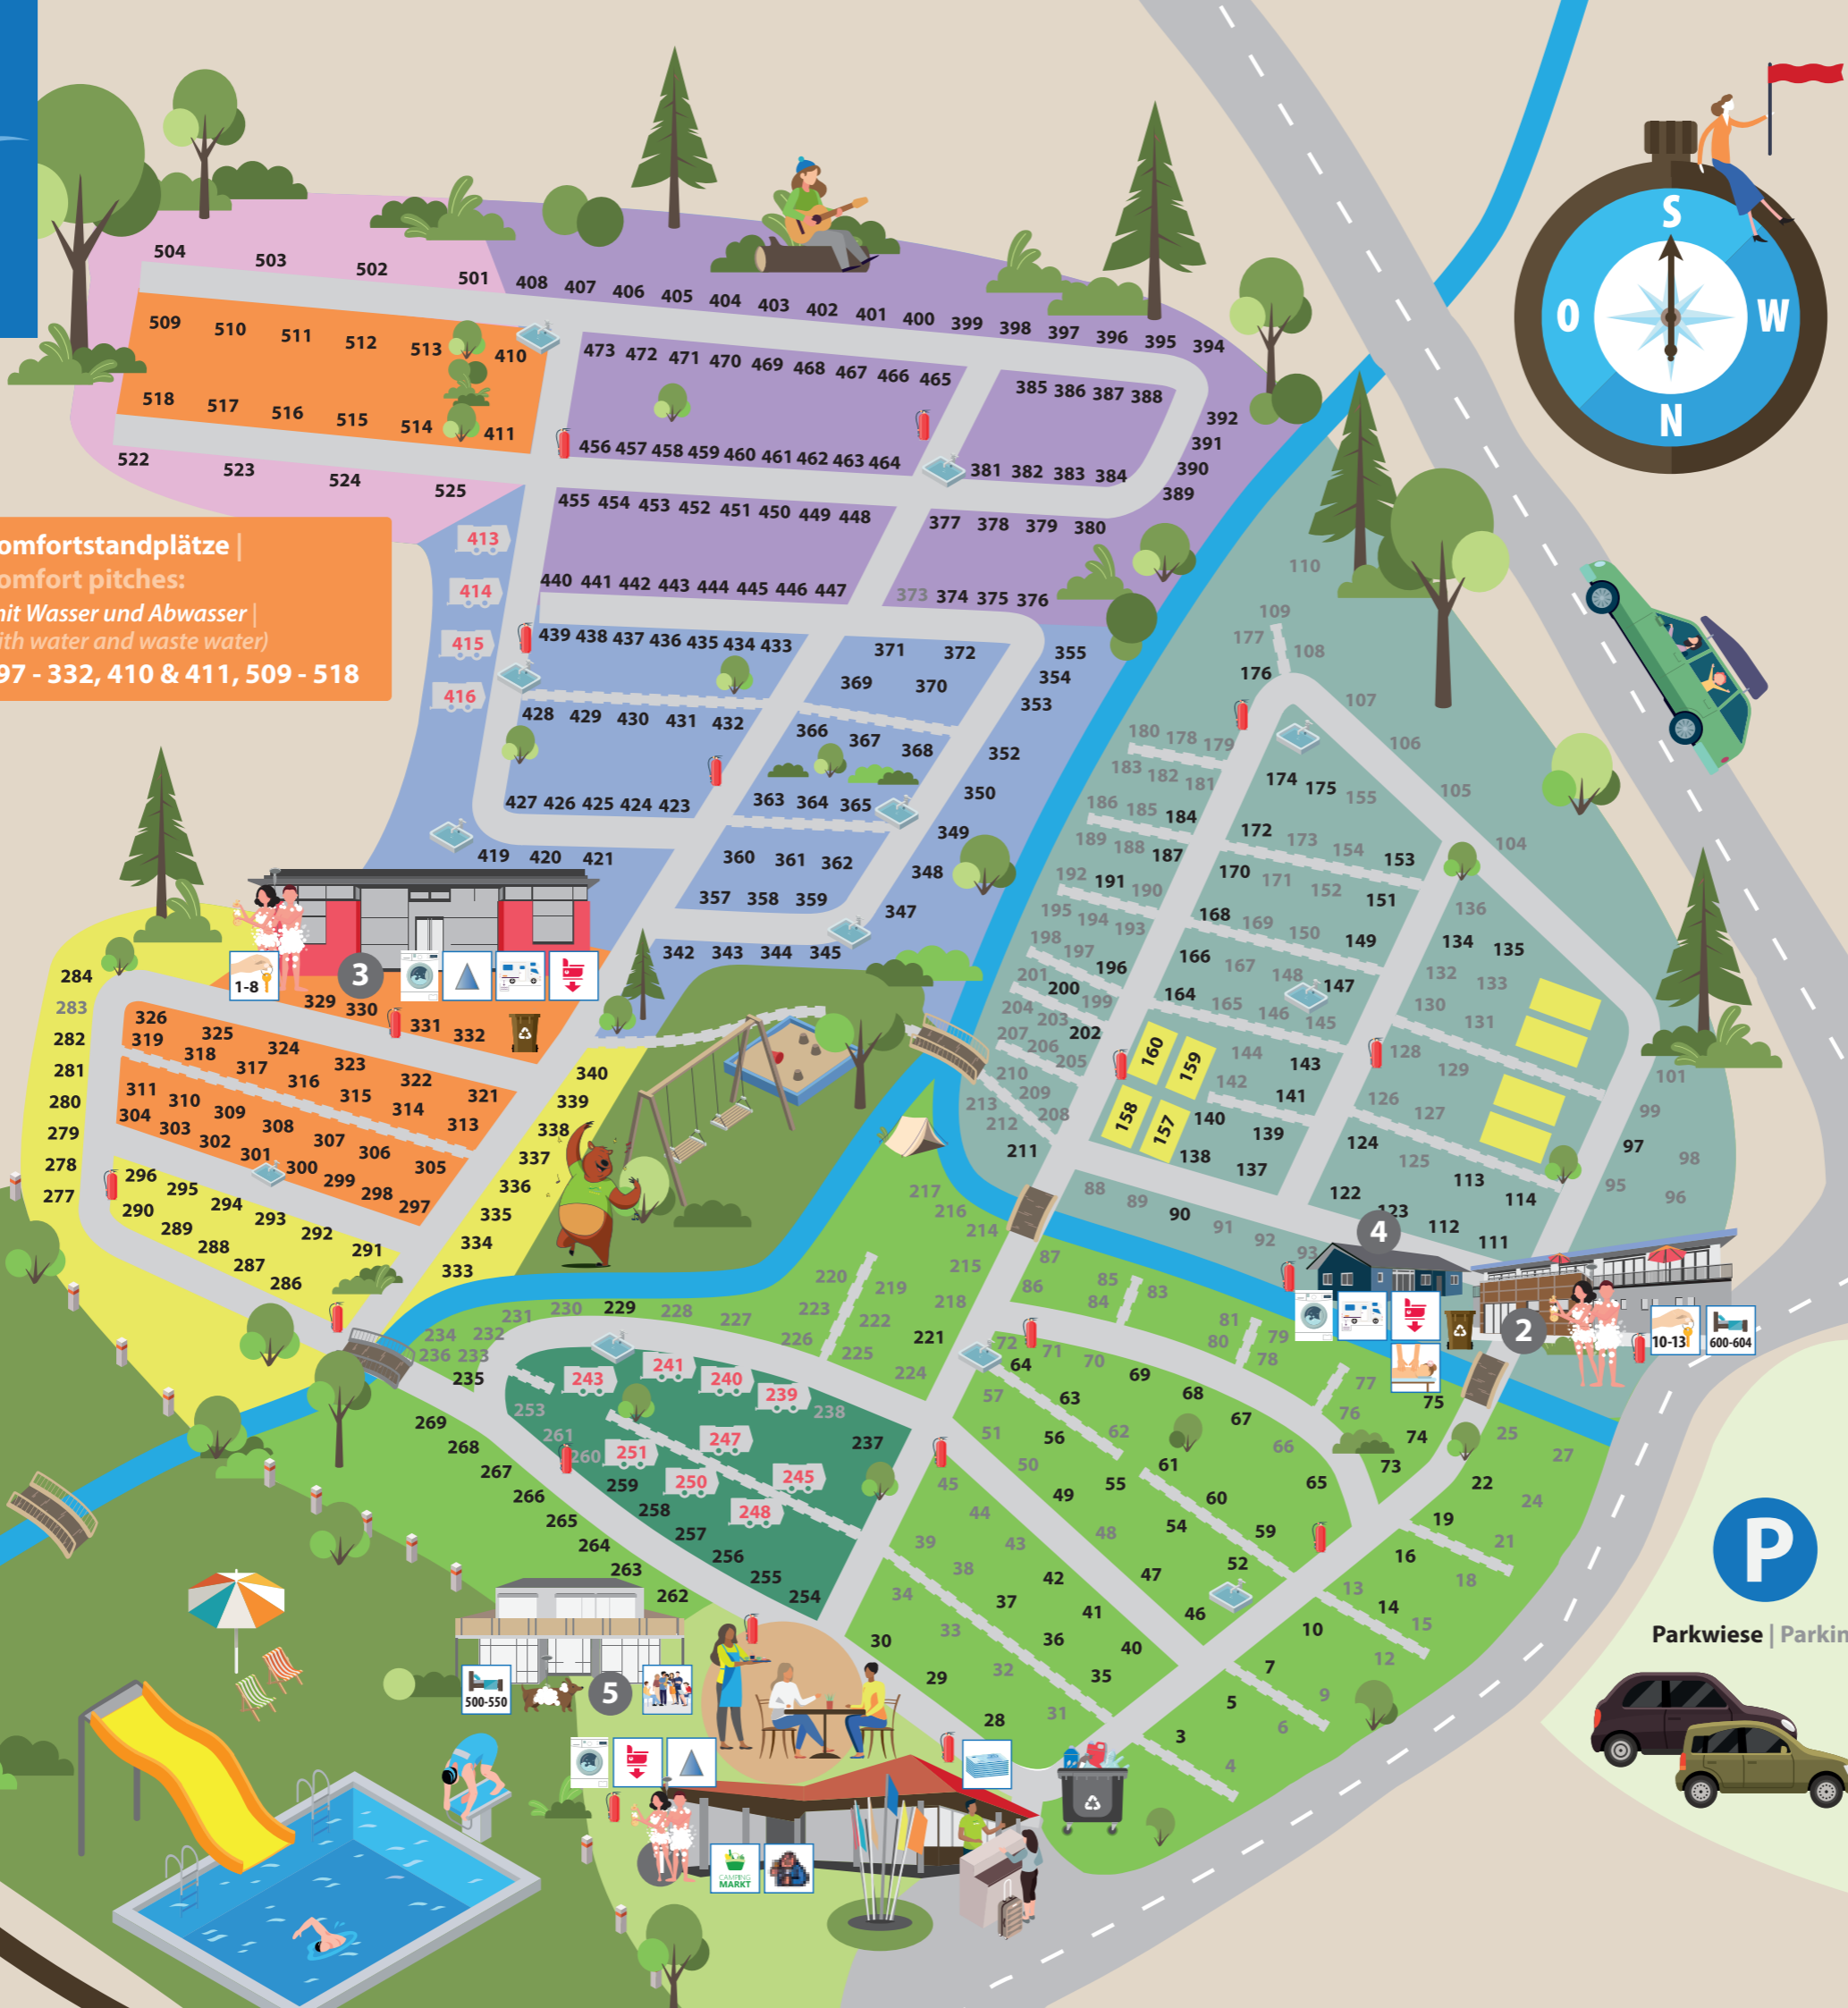 S
O
W
N
504 503 502 501 408 407 406 405 404 403 402 401 400 399 398 397 396 395 394
509 510 511 512 513 410
473 472 471 470 469 468 467 466 465
385 386 387 388
392
391
390
389
518 517 516 515 514 411
456 457 458 459 460 461 462 463 464
381 382 383 384
522 523 524 525
455 454 453 452 451 450 449 448
377 378 379 380
omfortstandplätze |
omfort pitches:
nit Wasser und Abwasser |
ith water and waste water)
97 - 332, 410 & 411, 509 - 518
413
414
415
416
440 441 442 443 444 445 446 447
373 374 375 376
439 438 437 436 435 434 433
371 372
369 370
355
354
353
352
350
349
348
347
428 429 430 431 432
366 367 368
427 426 425 424 423
363 364 365
419 420 421
360 361 362
357 358 359
342 343 344 345
110
109
177 108
176
107
106
105
104
180 178 179
183 182 181
186 185 184
189 188 187
192 191 190
195 194 193
198 197 196
201 200 199
204 203 202
207 206 205
210 209 208
213 212 211
174 175 155
172 173 154 153
170 171 152 151
168 169 150 149
166 167 148 147
164 165 146 145
160 159
144 143
142 141
158 157
140 139
138 137
136
134 135
132 133
130 131
128 129
126 127
124 125
122 123
113 114
112 111
101
99
97 98
95 96
88 89 90 91 92 93
1-8
3
329 330 331 332
284
283
282
281
280
279
278
277
326 325 324 323 322 321
319 318 317 316 315 314 313
311 310 309 308 307 306 305
304 303 302 301 300 299 298 297
296 295 294 293 292 291
290 289 288 287 286
340
339
338
337
336
335
334
333
4
2
10-13
600-604
217
216
214
215
218
220 219
223 222 221
226 225 224
234 232 231 230 229 228 227
236 233
235
243 241 240 239 238
253
261 260 251 247 237
259 250 245
258 248
257
256
255
254
269
268
267
266
265
264
263
262
87
86 85 83
84
81
80 79
78
77
76
75
74
73
72 71 70 69 68 67 66 65
64 63 62 61 60 59
57 56 55 54 52
51 50 49 48 47 46
45 44 43 42 41 40
39 38 37 36 35
34 33 32 31
30 29 28
25 27
22 24
19 21
16 18
13 14 15
10 12
7 9
5 6
3 4
P
Parkwiese | Parkin
500-550
5
CAMPING
MARKT